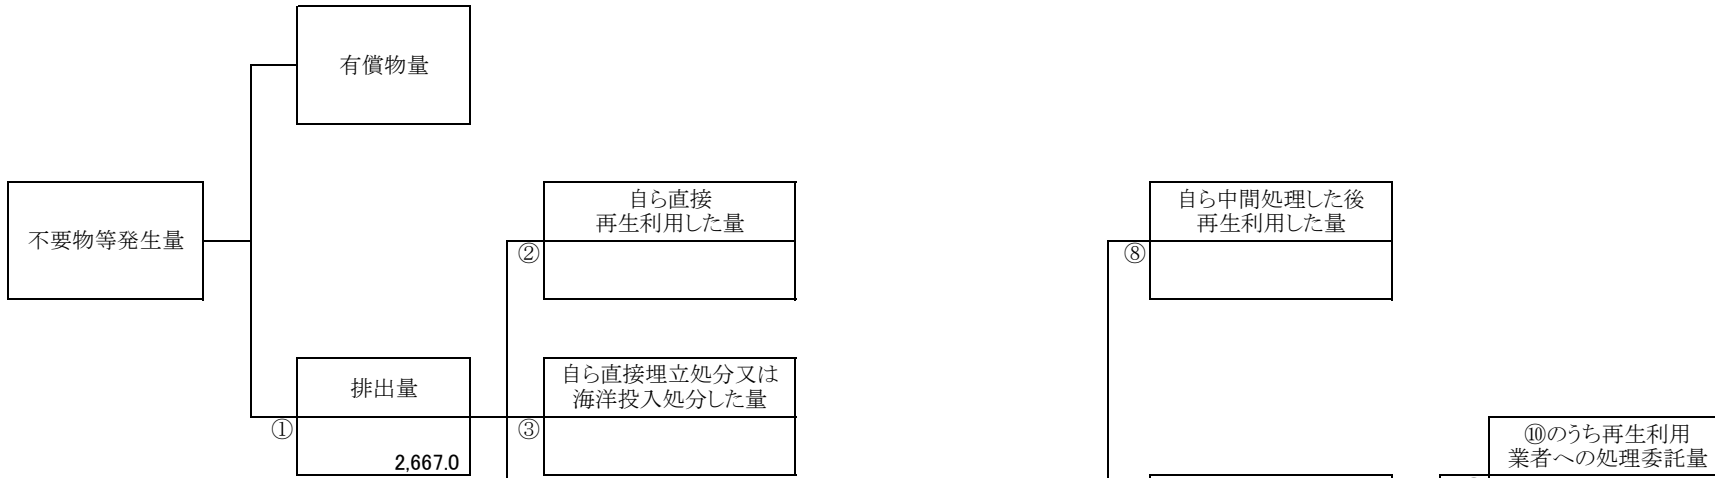 有償物量
不要物等発生量
自ら直接
再生利用した量
②
自ら中間処理した後
再生利用した量
⑧
排出量
①
2,667.0
自ら直接埋立処分又は
海洋投入処分した量
③
⑩のうち再生利用
業者への処理委託量